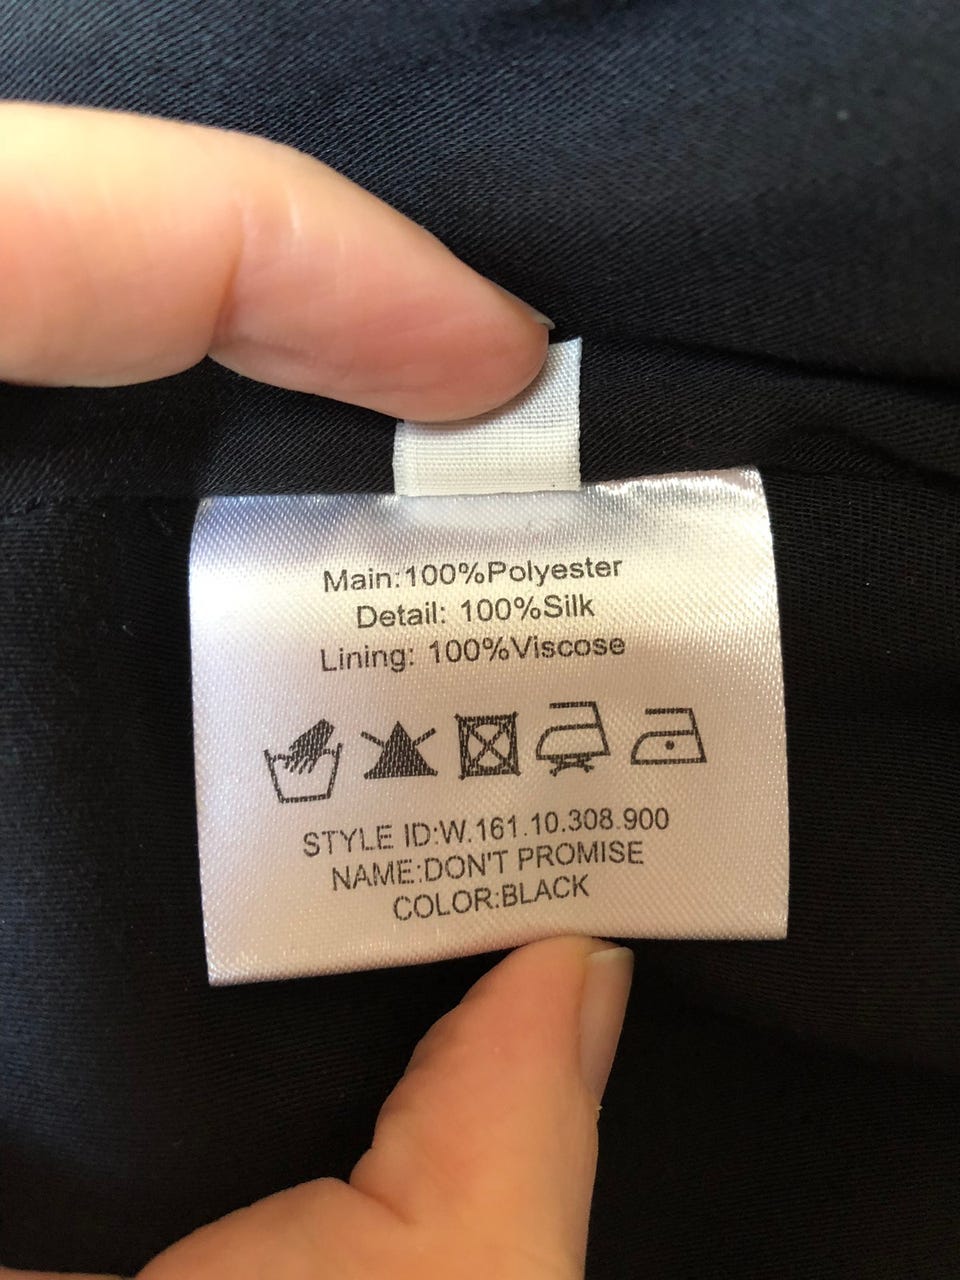 Main:100%Polyester
Detail: 100%Silk
Lining: 100%Viscose
STYLE ID:W.161.10.308.900
NAME:DON'T PROMISE
COLOR:BLACK